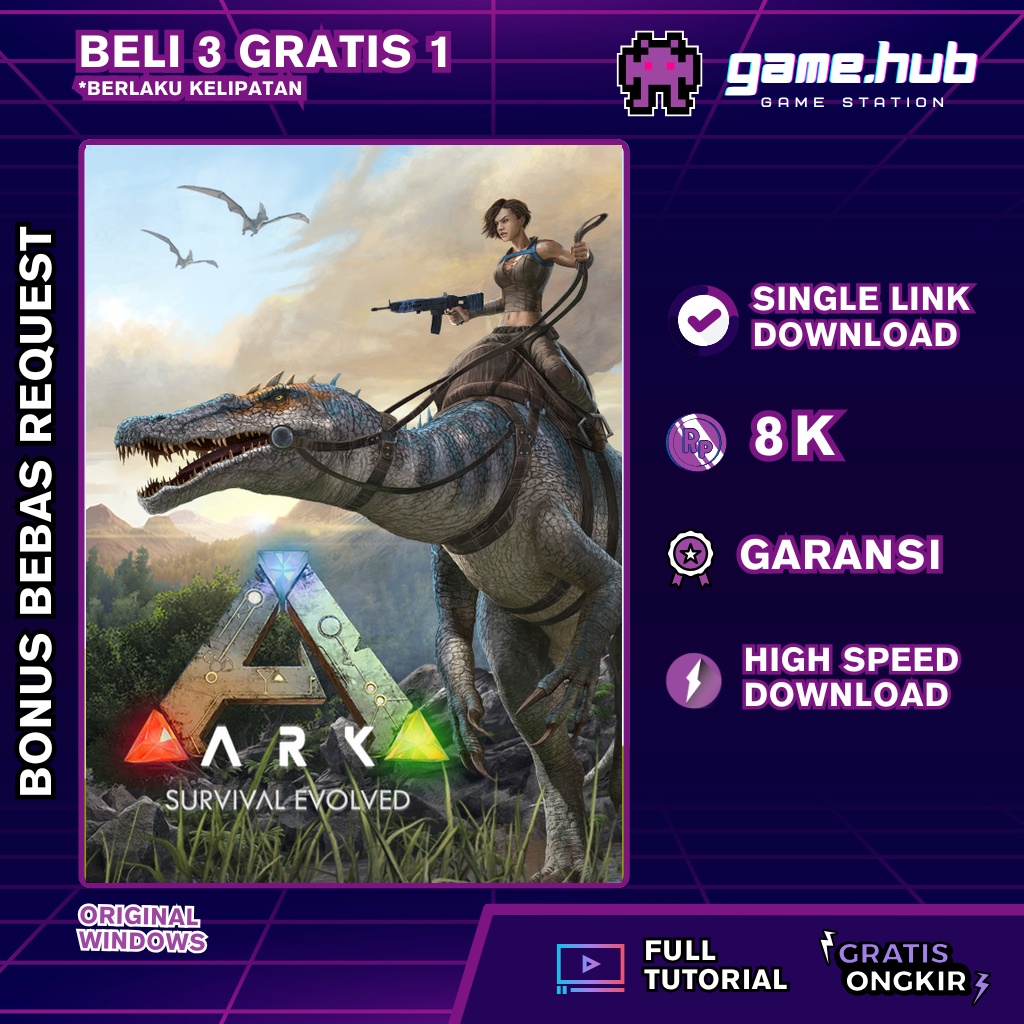 BELI 3 GRATIS 1
*BERLAKU KELIPATAN
game.hub
GAME STATION
BONUS BEBAS REQUEST
SINGLE LINK
DOWNLOAD
Rp
8K
GARANSI
HIGH SPEED
DOWNLOAD
ARK
SURVIVAL EVOLVED
ORIGINAL
WINDOWS
FULL
TUTORIAL
GRATIS
ONGKIR